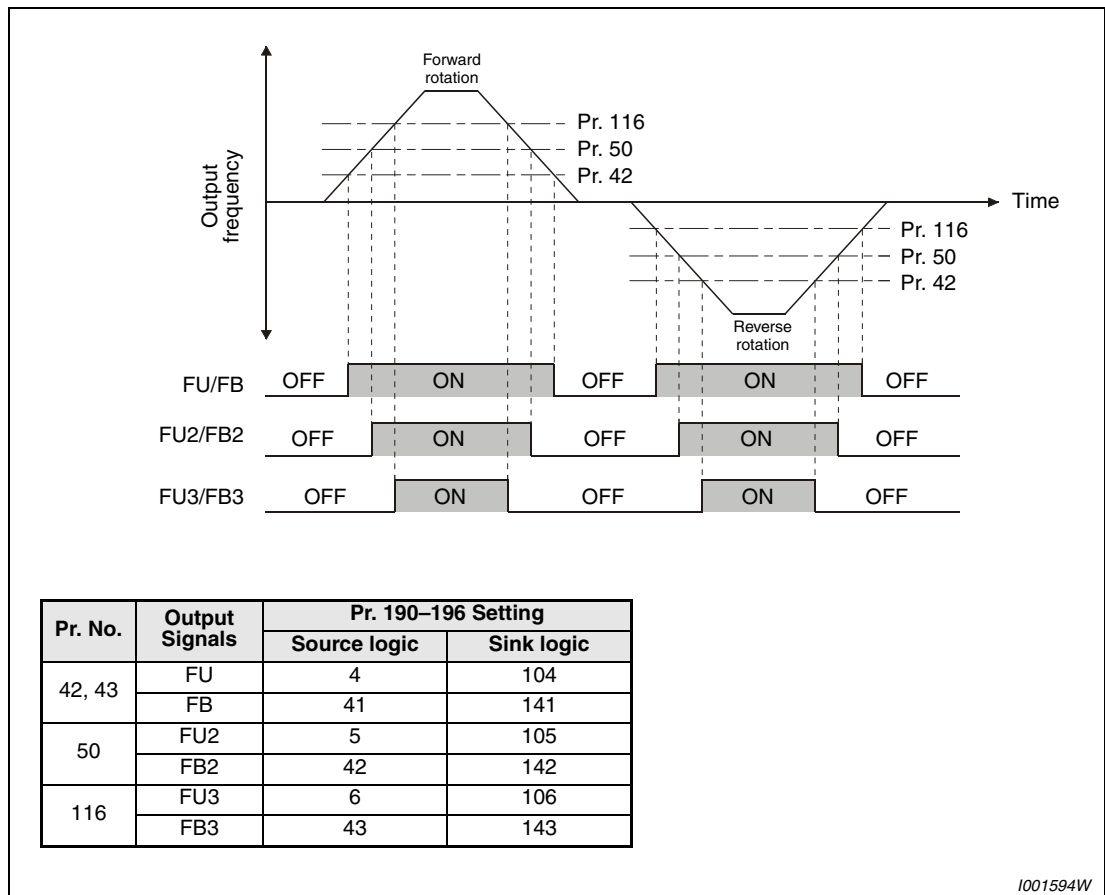 Forward
rotation
Pr. 116
Pr. 50
Pr. 42
Output
frequency
Time
Pr. 116
Pr. 50
Pr. 42
Reverse
rotation
FU/FB OFF ON OFF ON OFF
FU2/FB2 OFF ON OFF ON OFF
FU3/FB3 OFF ON OFF ON OFF
Pr. No. Output Signals Pr. 190–196 Setting
Source logic Sink logic
42, 43 FU 4 104
FB 41 141
50 FU2 5 105
FB2 42 142
116 FU3 6 106
FB3 43 143
I001594W